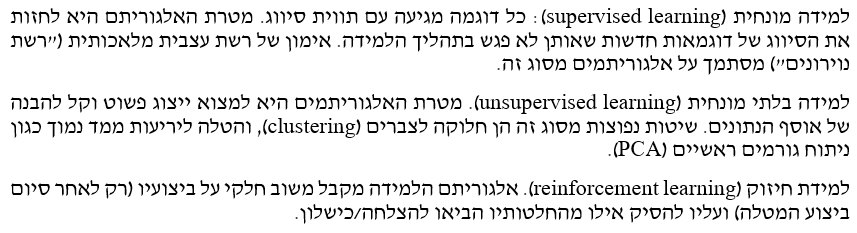 למידה מונחית (supervised learning) : כל דוגמה מגיעה עם תווית סיווג. מטרת האלגוריתם היא לחזות
את הסיווג של דוגמאות חדשות שאותן לא פגש בתהליך הלמידה. אימון של רשת עצבית מלאכותית ("רשת
נוירונים") מסתמך על אלגוריתמים מסוג זה.
למידה בלתי מונחית (unsupervised learning). מטרת האלגוריתמים היא למצוא ייצוג פשוט וקל להבנה
של אוסף הנתונים. שיטות נפוצות מסוג זה הן חלוקה לצברים (clustering), והטלה ליריעות ממד נמוך כגון
ניתוח גורמים ראשיים (PCA).
למידת חיזוק (reinforcement learning). אלגוריתם הלמידה מקבל משוב חלקי על ביצועיו (רק לאחר סיום
ביצוע המטלה) ועליו להסיק אילו מהחלטותיו הביאו להצלחה/כישלון.